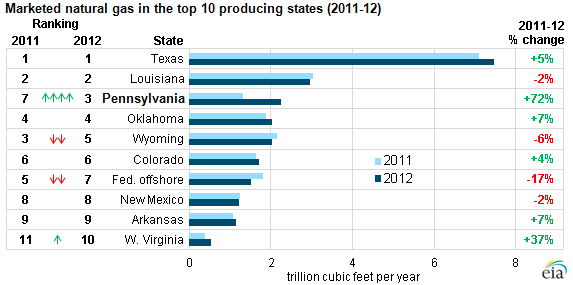 Marketed natural gas in the top 10 producing states (2011-12)
Ranking
2011 2012 State
2011-12
% change
1 1 Texas +5%
2 2 Louisiana -2%
7 3 Pennsylvania +72%
4 4 Oklahoma +7%
3 5 Wyoming -6%
6 6 Colorado +4%
5 7 Fed. offshore -17%
8 8 New Mexico -2%
9 9 Arkansas +7%
11 10 W. Virginia +37%
2011
2012
0 2 4 6 8
trillion cubic feet per year
eia